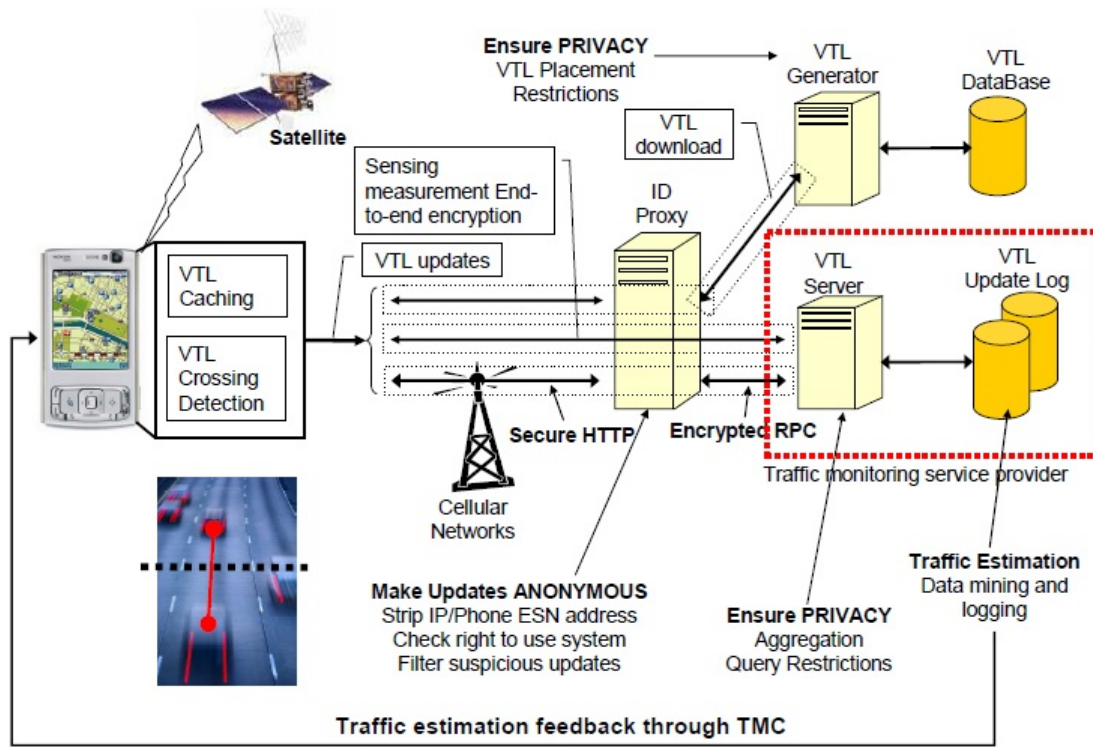 Ensure PRIVACY
VTL Placement
Restrictions
VTL
Generator
VTL
DataBase
Satellite
VTL
download
Sensing
measurement End-
to-end encryption
ID
Proxy
VTL updates
VTL
Caching
VTL
Crossing
Detection
VTL
Server
VTL
Update Log
Secure HTTP
Encrypted RPC
Traffic monitoring service provider
Cellular
Networks
Make Updates ANONYMOUS
Strip IP/Phone ESN address
Check right to use system
Filter suspicious updates
Ensure PRIVACY
Aggregation
Query Restrictions
Traffic Estimation
Data mining and
logging
Traffic estimation feedback through TMC